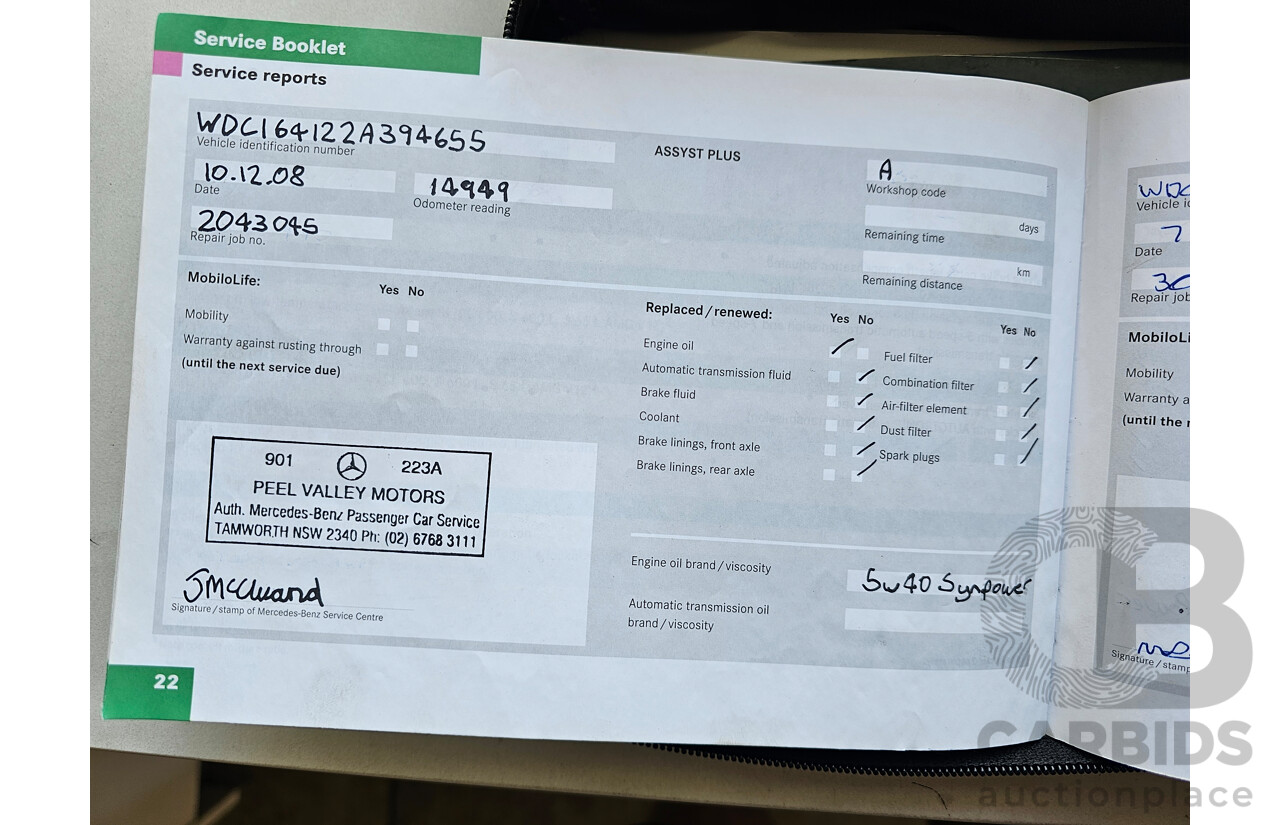 Service Booklet
Service reports
WDC164122A394655
Vehicle identification number
ASSYST PLUS
A
Workshop code
10.12.08
Date
14949
Odometer reading
days
Remaining time
2043045
Repair job no.
km
Remaining distance
MobiloLife:
Yes No
Mobility
Warranty against rusting through
(until the next service due)
Replaced / renewed:
Yes No
Yes No
Engine oil
Fuel filter
Automatic transmission fluid
Combination filter
Brake fluid
Air-filter element
Coolant
Dust filter
Brake linings, front axle
Spark plugs
Brake linings, rear axle
901 223A
PEEL VALLEY MOTORS
Auth. Mercedes-Benz Passenger Car Service
TAMWORTH NSW 2340 Ph: (02) 6768 3111
Signature / stamp of Mercedes-Benz Service Centre
Engine oil brand / viscosity
5w40 Synpower
Automatic transmission oil
brand / viscosity
22
WDC
Vehicle
7
Date
30
Repair job
MobiloLi
Mobility
Warranty a
(until the
Signature / stamp
CARBIDS
auctionplace